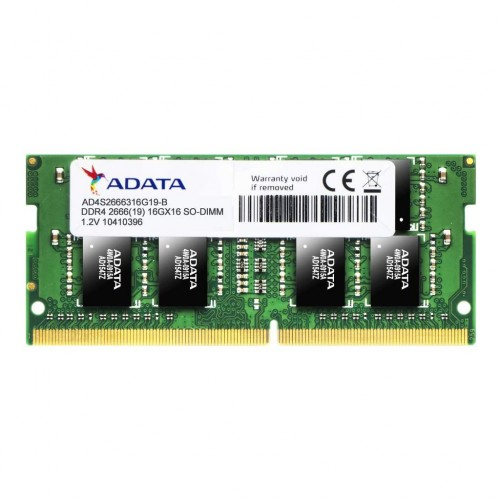 ADATA
AD4S2666316G19-B
DDR4 2666(19) 16GX16 SO-DIMM
1.2V 10410396
Warranty void
if removed
ADATA
ADATA
ADATA
ADATA